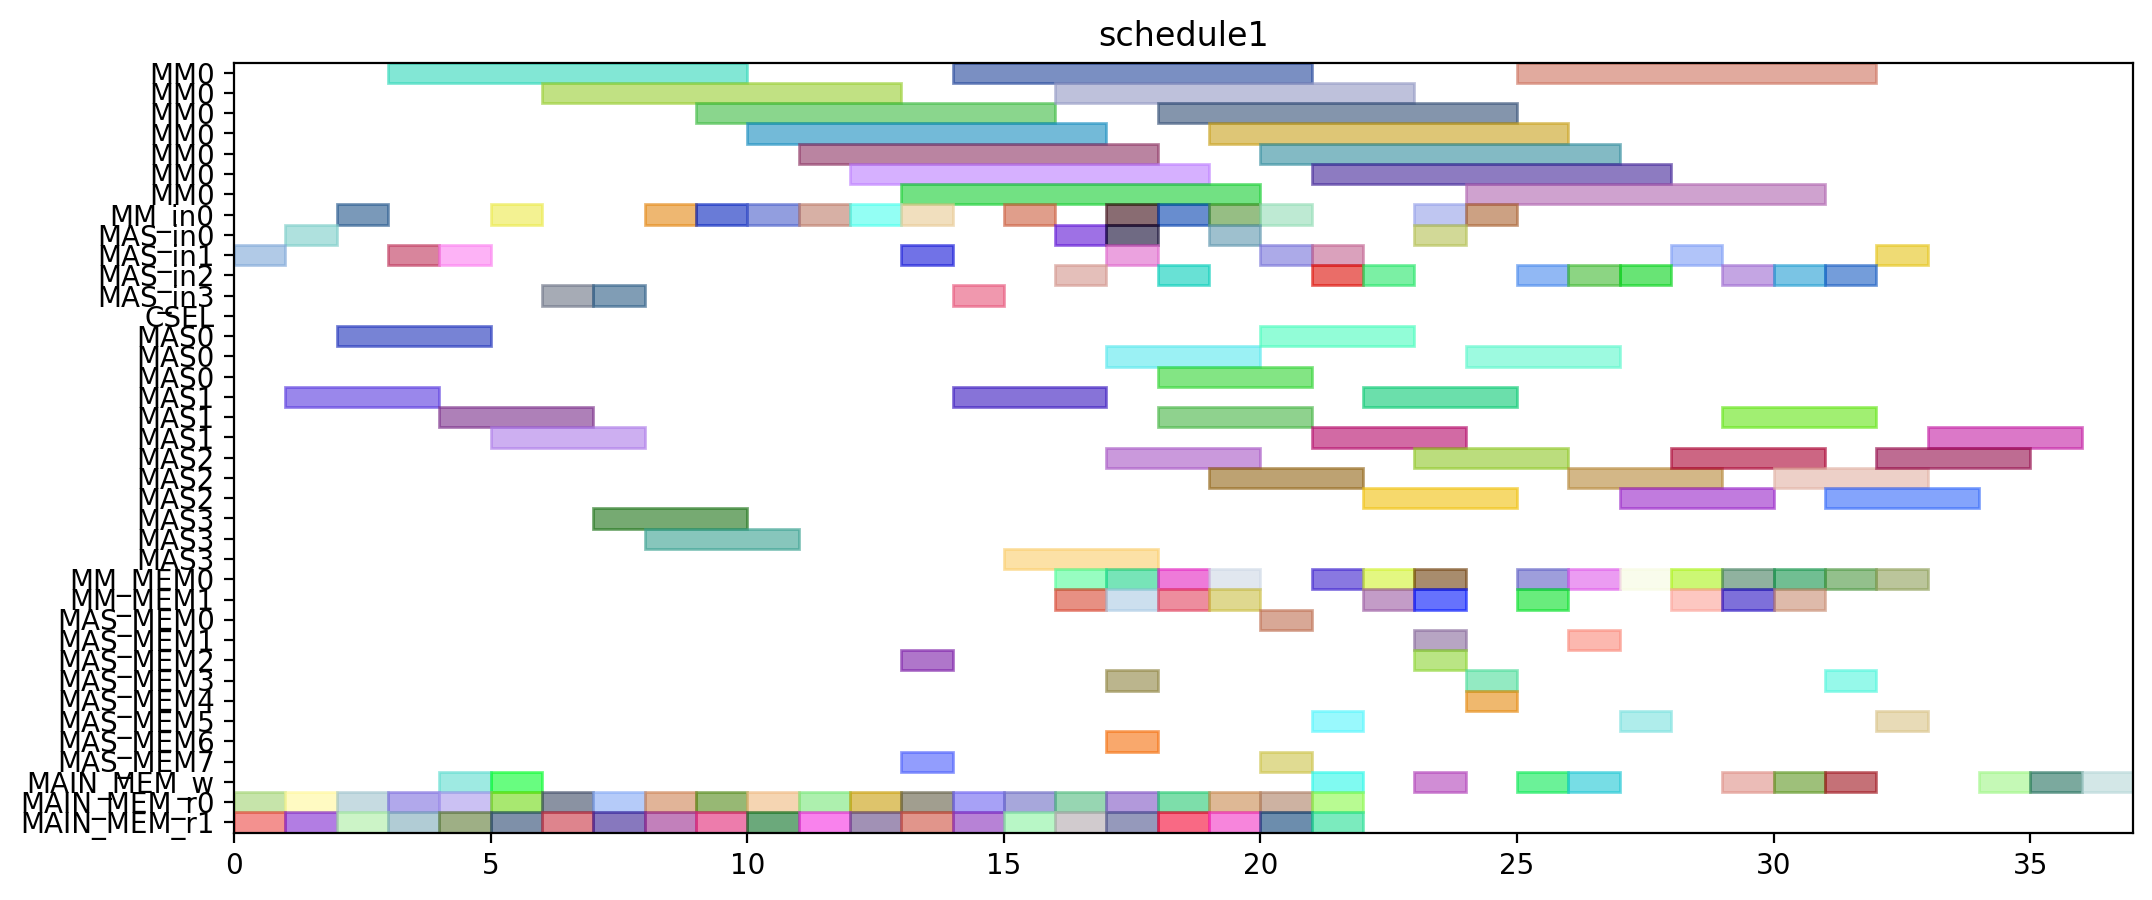 schedule1
MM0
MM0
MM0
MM0
MM0
MM0
MM0
MM_in0
MAS_in0
MAS_in1
MAS_in2
MAS_in3
CSEL
MAS0
MAS0
MAS0
MAS1
MAS1
MAS1
MAS2
MAS2
MAS2
MAS3
MAS3
MAS3
MM_MEM0
MM_MEM1
MAS_MEM0
MAS_MEM1
MAS_MEM2
MAS_MEM3
MAS_MEM4
MAS_MEM5
MAS_MEM6
MAS_MEM7
MAIN_MEM_w
MAIN_MEM_r0
MAIN_MEM_r1
0 5 10 15 20 25 30 35